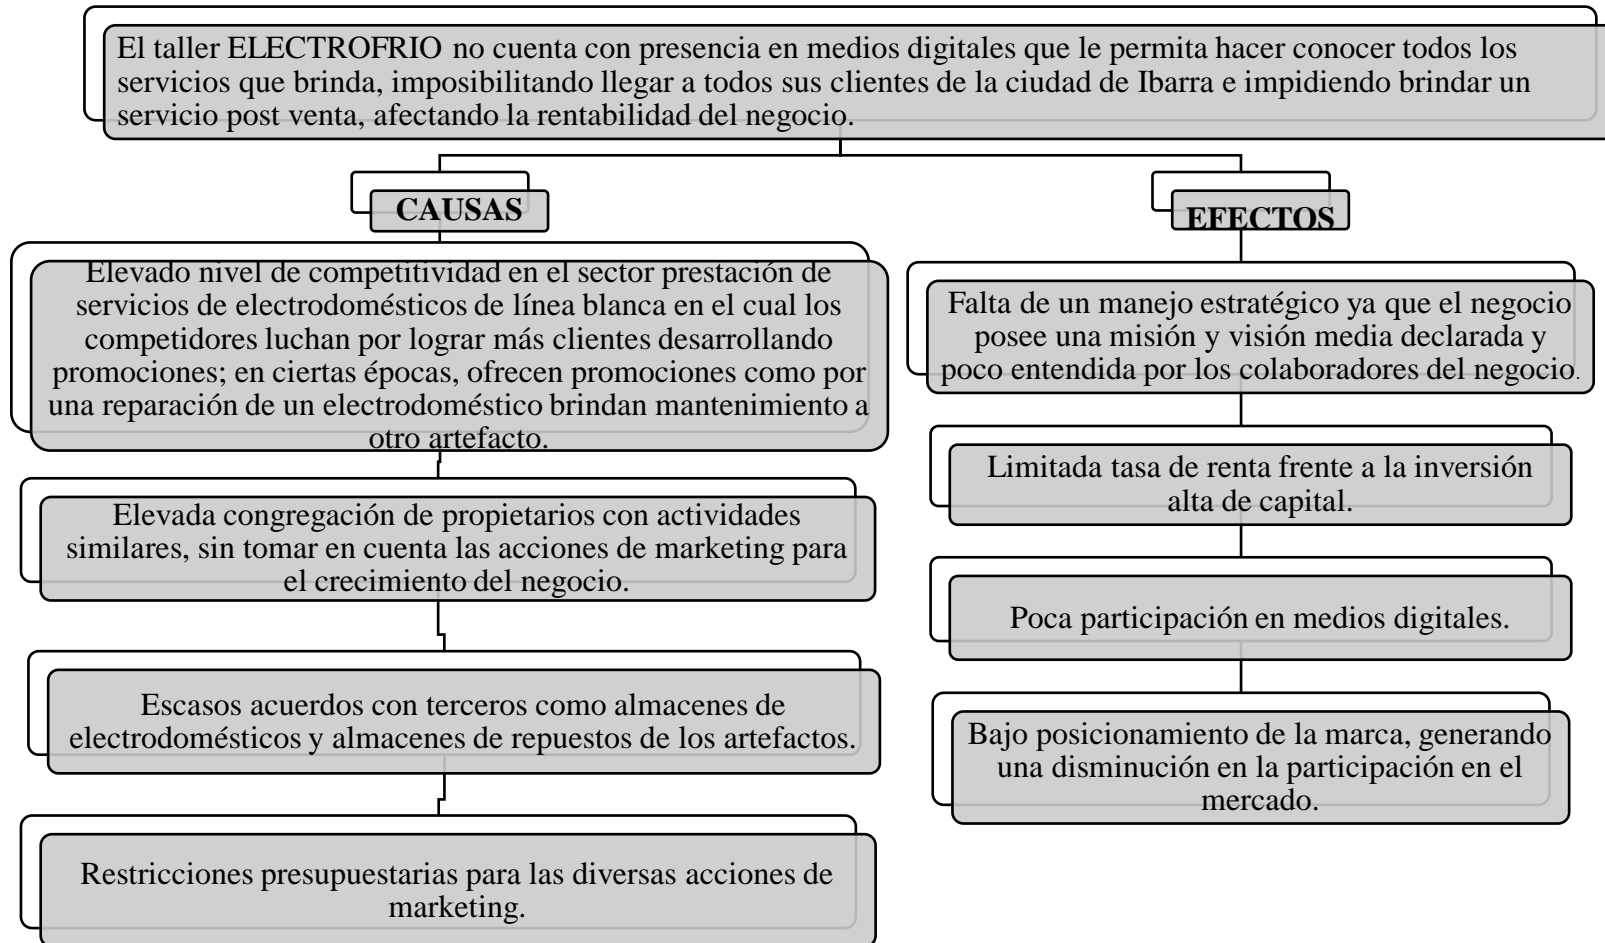 El taller ELECTROFRIO no cuenta con presencia en medios digitales que le permita hacer conocer todos los
servicios que brinda, imposibilitando llegar a todos sus clientes de la ciudad de Ibarra e impidiendo brindar un
servicio post venta, afectando la rentabilidad del negocio.
CAUSAS
Elevado nivel de competitividad en el sector prestación de
servicios de electrodomésticos de línea blanca en el cual los
competidores luchan por lograr más clientes desarrollando
promociones; en ciertas épocas, ofrecen promociones como por
una reparación de un electrodoméstico brindan mantenimiento a
otro artefacto.
Elevada congregación de propietarios con actividades
similares, sin tomar en cuenta las acciones de marketing para
el crecimiento del negocio.
Escasos acuerdos con terceros como almacenes de
electrodomésticos y almacenes de repuestos de los artefactos.
Restricciones presupuestarias para las diversas acciones de
marketing.
EFECTOS
Falta de un manejo estratégico ya que el negocio
posee una misión y visión media declarada y
poco entendida por los colaboradores del negocio.
Limitada tasa de renta frente a la inversión
alta de capital.
Poca participación en medios digitales.
Bajo posicionamiento de la marca, generando
una disminución en la participación en el
mercado.